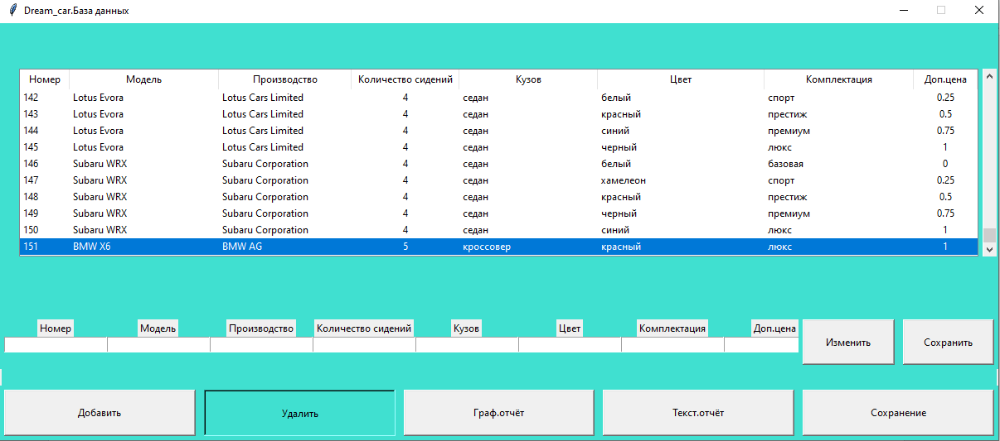 Dream_car.База данных
Номер Модель Производство Количество сидений Кузов Цвет Комплектация Доп.цена
142 Lotus Evora Lotus Cars Limited 4 седан белый спорт 0.25
143 Lotus Evora Lotus Cars Limited 4 седан красный престиж 0.5
144 Lotus Evora Lotus Cars Limited 4 седан синий премиум 0.75
145 Lotus Evora Lotus Cars Limited 4 седан черный люкс 1
146 Subaru WRX Subaru Corporation 4 седан белый базовая 0
147 Subaru WRX Subaru Corporation 4 седан хамелеон спорт 0.25
148 Subaru WRX Subaru Corporation 4 седан красный престиж 0.5
149 Subaru WRX Subaru Corporation 4 седан черный премиум 0.75
150 Subaru WRX Subaru Corporation 4 седан синий люкс 1
151 BMW X6 BMW AG 5 кроссовер красный люкс 1
Номер Модель Производство Количество сидений Кузов Цвет Комплектация Доп.цена
Изменить Сохранить
Добавить Удалить Граф.отчёт Текст.отчёт Сохранение